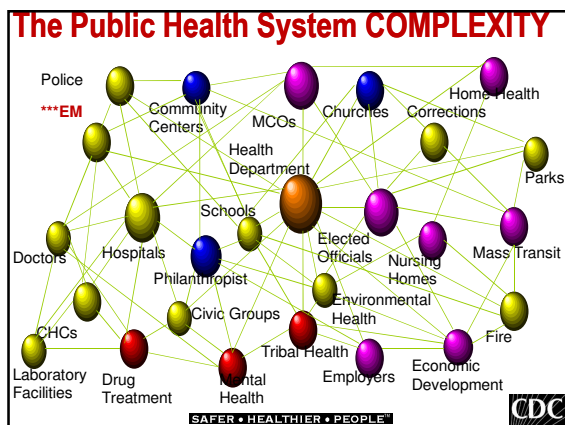 The Public Health System COMPLEXITY
Police
***EM
Community
Centers
MCOs
Churches
Home Health
Corrections
Health
Department
Parks
Schools
Doctors
Hospitals
Philanthropist
Elected
Officials
Nursing
Homes
Mass Transit
CHCs
Civic Groups
Environmental
Health
Fire
Laboratory
Facilities
Drug
Treatment
Mental
Health
Tribal Health
Employers
Economic
Development
SAFER • HEALTHIER • PEOPLE™
CDC